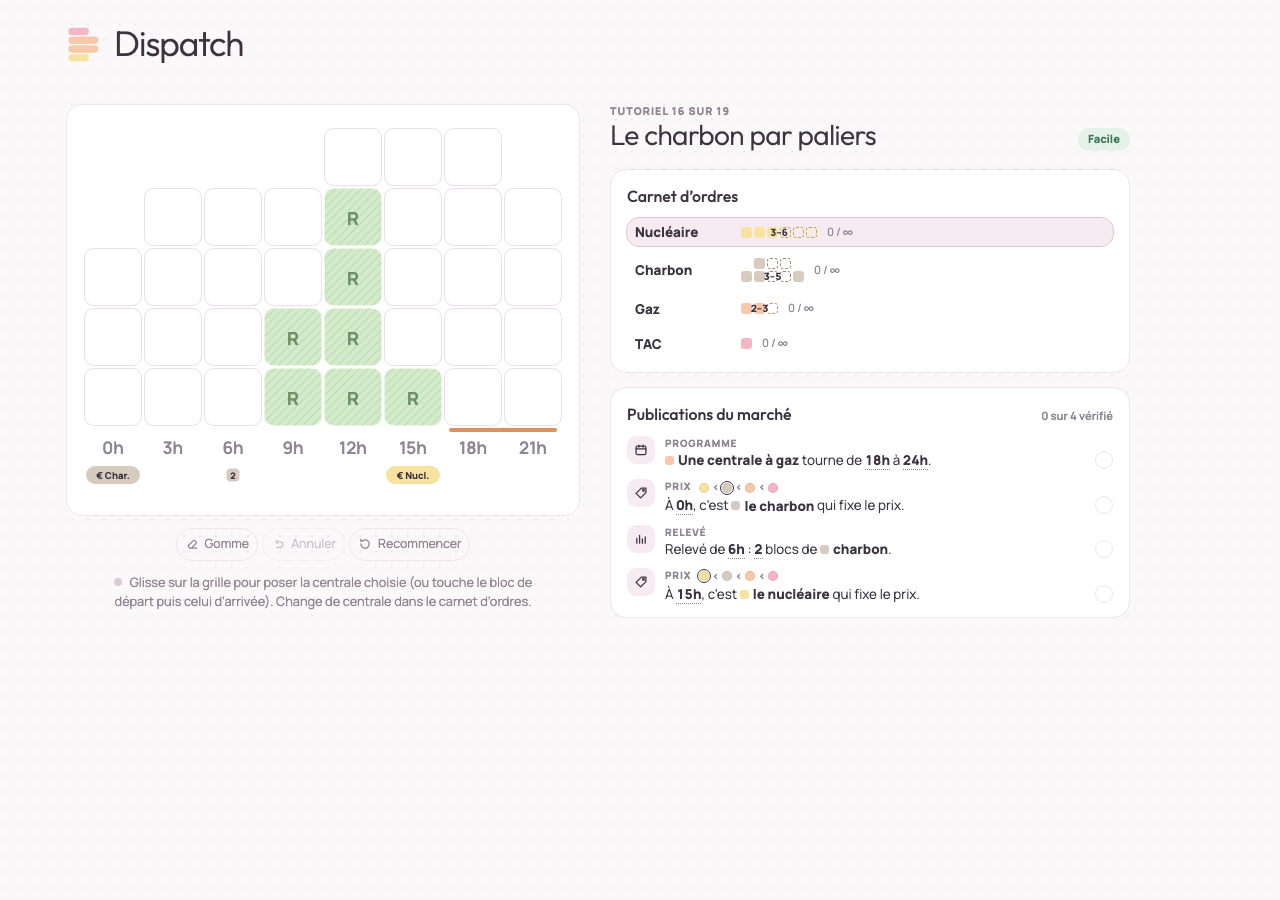 Dispatch
R
R
R
R
R
R
R
0h 3h 6h 9h 12h 15h 18h 21h
€ Char. 2 € Nucl.
Gomme Annuler Recommencer
Glisse sur la grille pour poser la centrale choisie (ou touche le bloc de
départ puis celui d'arrivée). Change de centrale dans le carnet d'ordres.
TUTORIEL 16 SUR 19
Le charbon par paliers
Facile
Carnet d'ordres
Nucléaire 3–6 0 / ∞
Charbon 3–5 0 / ∞
Gaz 2–3 0 / ∞
TAC 0 / ∞
Publications du marché 0 sur 4 vérifié
PROGRAMME
Une centrale à gaz tourne de 18h à 24h.
PRIX ‹ ‹ ‹
À 0h, c'est le charbon qui fixe le prix.
RELEVÉ
Relevé de 6h : 2 blocs de charbon.
PRIX ‹ ‹ ‹
À 15h, c'est le nucléaire qui fixe le prix.